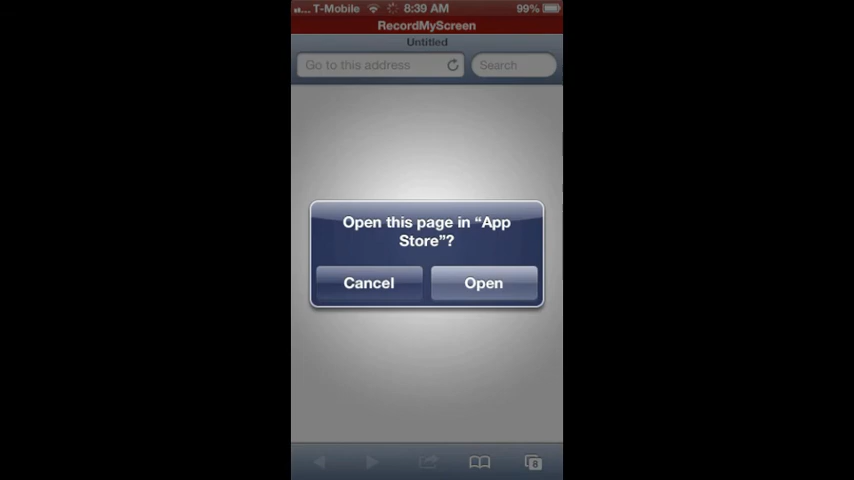 T-Mobile 8:39 AM 99%
RecordMyScreen
Untitled
Go to this address Search
Open this page in “App
Store”?
Cancel Open
8